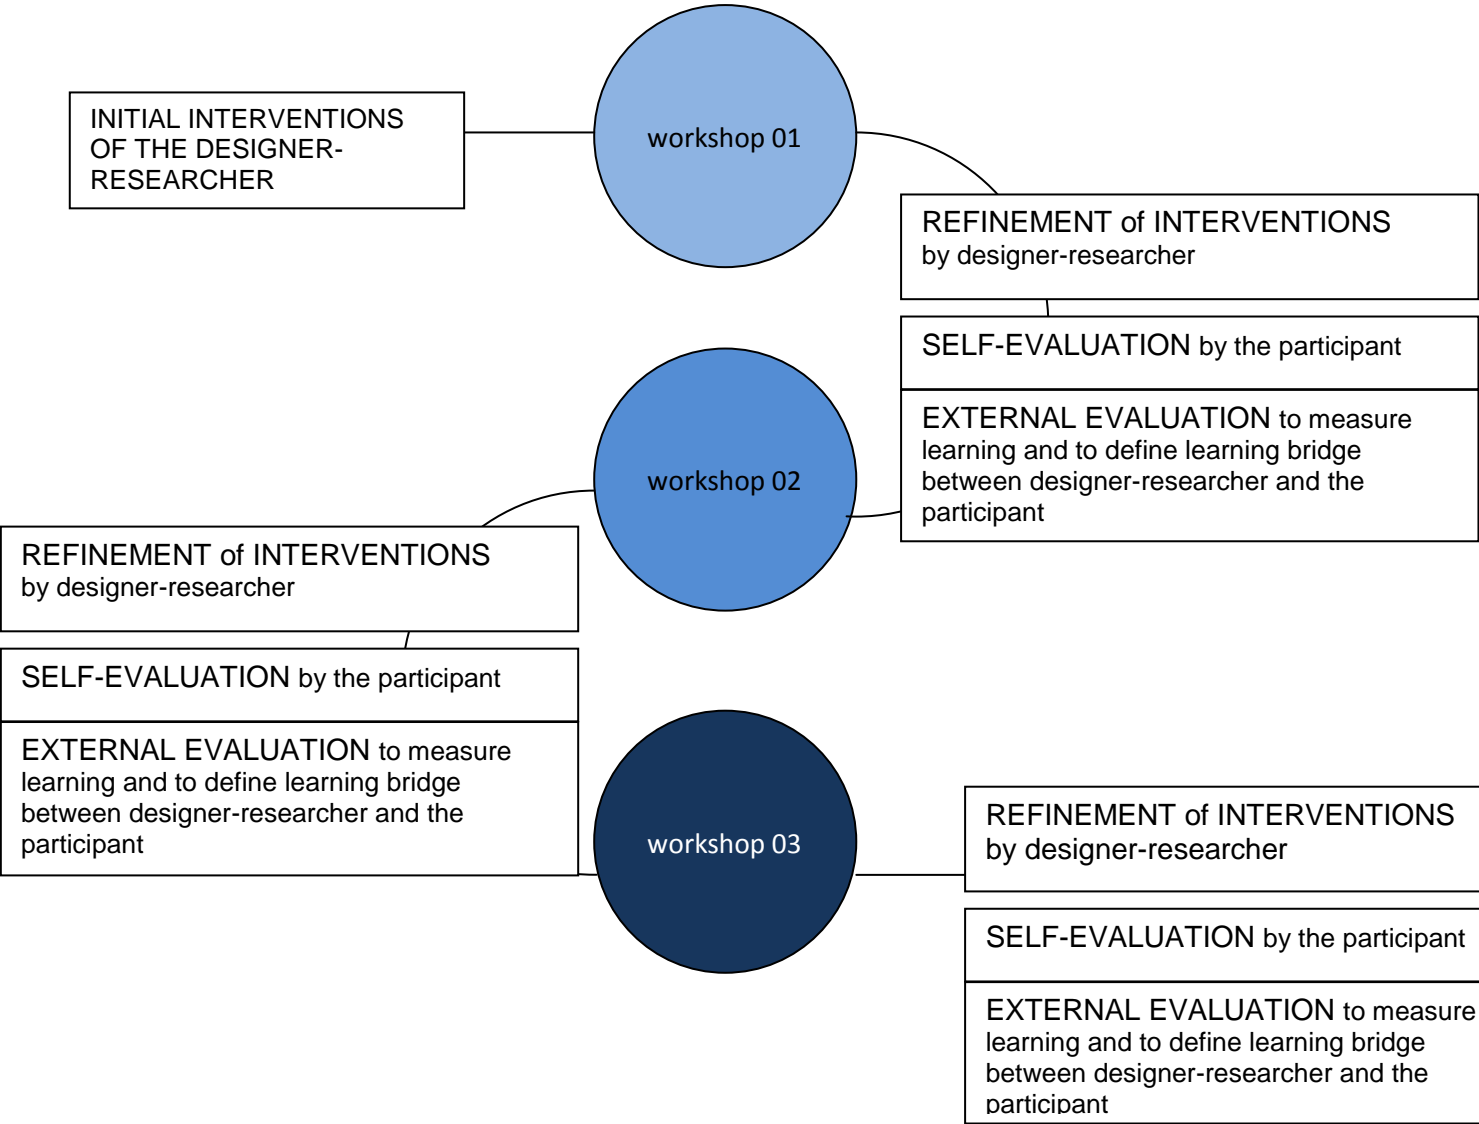 INITIAL INTERVENTIONS
OF THE DESIGNER-
RESEARCHER
workshop 01
REFINEMENT of INTERVENTIONS
by designer-researcher
SELF-EVALUATION by the participant
EXTERNAL EVALUATION to measure
learning and to define learning bridge
between designer-researcher and the
participant
workshop 02
REFINEMENT of INTERVENTIONS
by designer-researcher
SELF-EVALUATION by the participant
EXTERNAL EVALUATION to measure
learning and to define learning bridge
between designer-researcher and the
participant
workshop 03
REFINEMENT of INTERVENTIONS
by designer-researcher
SELF-EVALUATION by the participant
EXTERNAL EVALUATION to measure
learning and to define learning bridge
between designer-researcher and the
participant